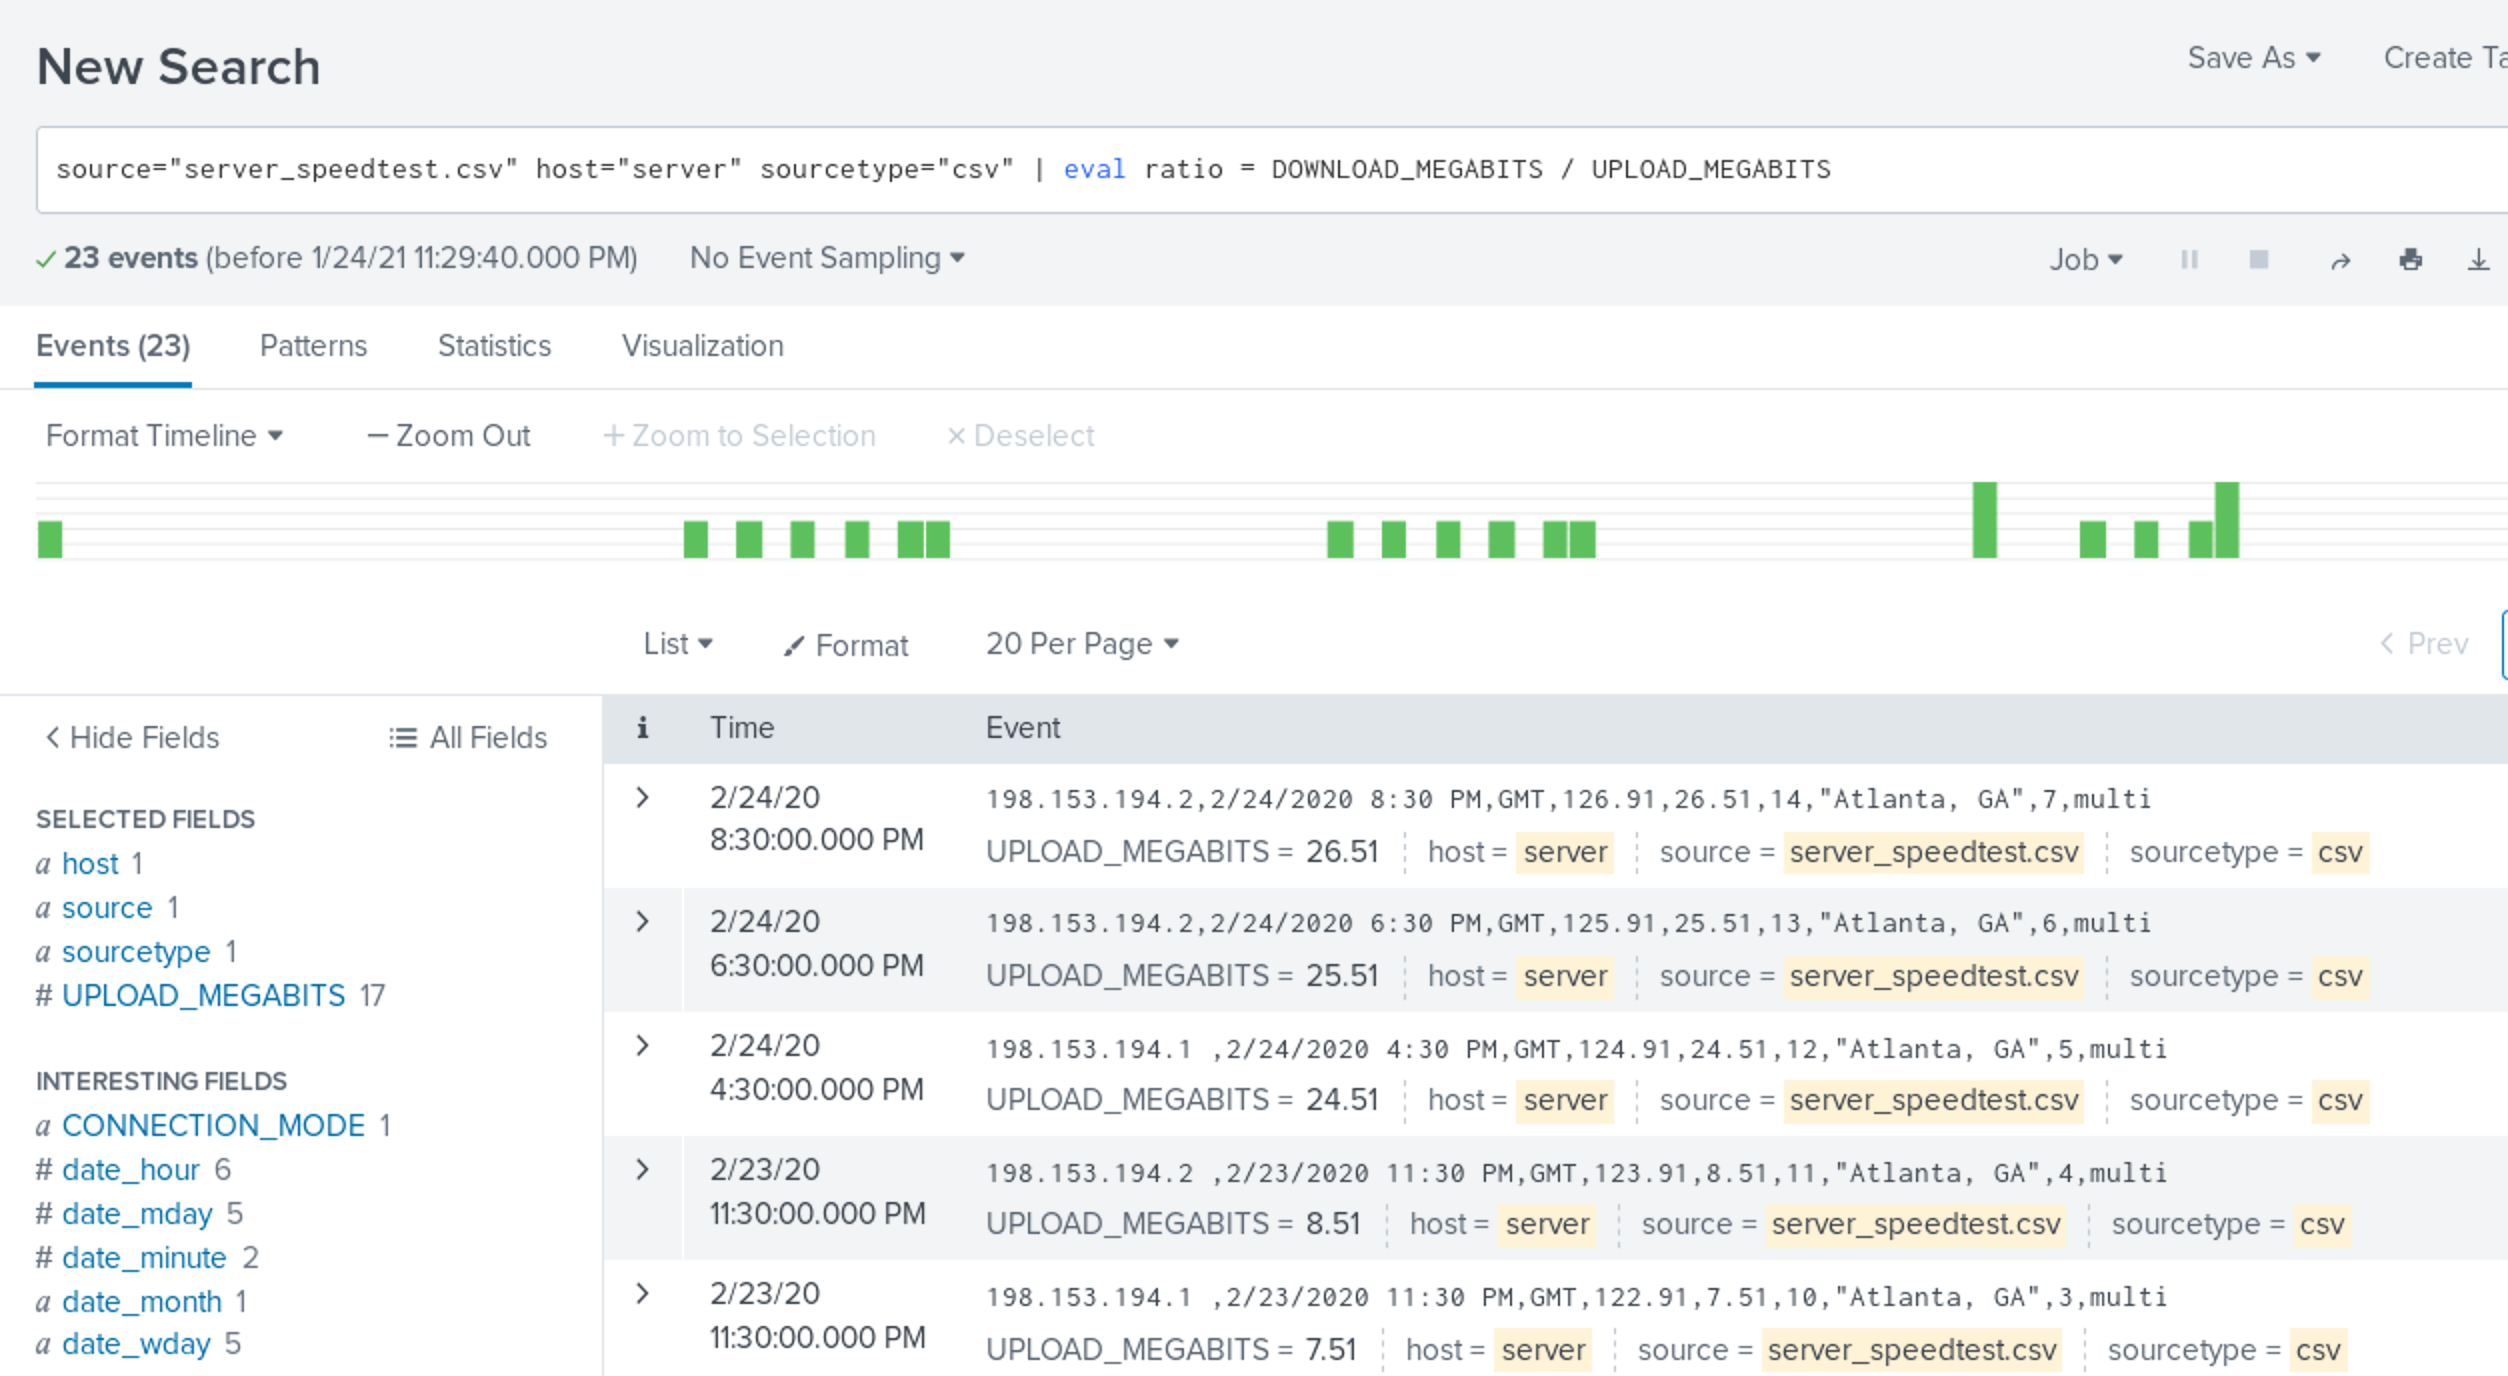 New Search
Save As
Create Ta
source="server_speedtest.csv" host="server" sourcetype="csv" | eval ratio = DOWNLOAD_MEGABITS / UPLOAD_MEGABITS
23 events (before 1/24/21 11:29:40.000 PM) No Event Sampling
Job
Events (23) Patterns Statistics Visualization
Format Timeline — Zoom Out + Zoom to Selection × Deselect
List Format 20 Per Page < Prev
< Hide Fields All Fields
SELECTED FIELDS
a host 1
a source 1
a sourcetype 1
# UPLOAD_MEGABITS 17
INTERESTING FIELDS
a CONNECTION_MODE 1
# date_hour 6
# date_mday 5
# date_minute 2
a date_month 1
a date_wday 5
i Time Event
> 2/24/20 198.153.194.2,2/24/2020 8:30 PM,GMT,126.91,26.51,14,"Atlanta, GA",7,multi
8:30:00.000 PM UPLOAD_MEGABITS = 26.51 host = server source = server_speedtest.csv sourcetype = csv
> 2/24/20 198.153.194.2,2/24/2020 6:30 PM,GMT,125.91,25.51,13,"Atlanta, GA",6,multi
6:30:00.000 PM UPLOAD_MEGABITS = 25.51 host = server source = server_speedtest.csv sourcetype = csv
> 2/24/20 198.153.194.1 ,2/24/2020 4:30 PM,GMT,124.91,24.51,12,"Atlanta, GA",5,multi
4:30:00.000 PM UPLOAD_MEGABITS = 24.51 host = server source = server_speedtest.csv sourcetype = csv
> 2/23/20 198.153.194.2 ,2/23/2020 11:30 PM,GMT,123.91,8.51,11,"Atlanta, GA",4,multi
11:30:00.000 PM UPLOAD_MEGABITS = 8.51 host = server source = server_speedtest.csv sourcetype = csv
> 2/23/20 198.153.194.1 ,2/23/2020 11:30 PM,GMT,122.91,7.51,10,"Atlanta, GA",3,multi
11:30:00.000 PM UPLOAD_MEGABITS = 7.51 host = server source = server_speedtest.csv sourcetype = csv